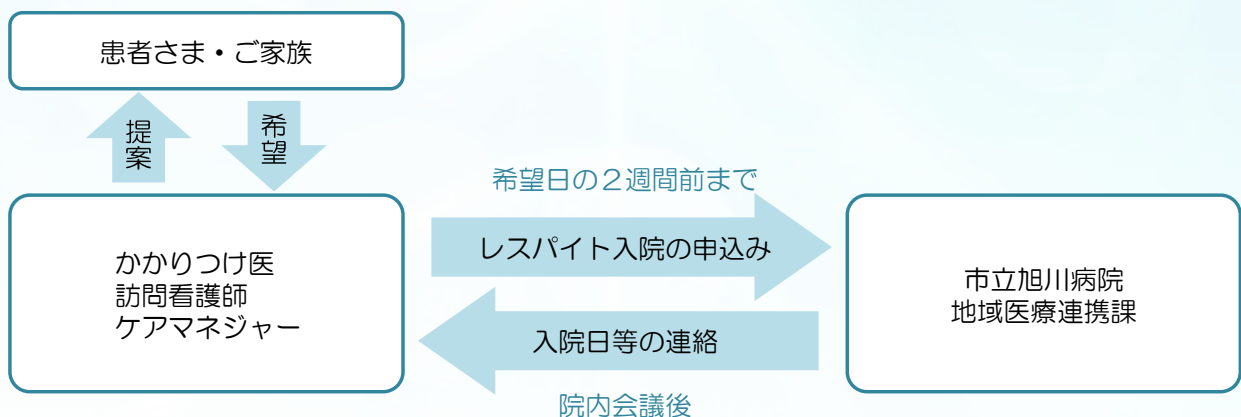 患者さま・ご家族
提案
希望
希望日の２週間前まで
レスパイト入院の申込み
かかりつけ医
訪問看護師
ケアマネジャー
市立旭川病院
地域医療連携課
入院日等の連絡
院内会議後